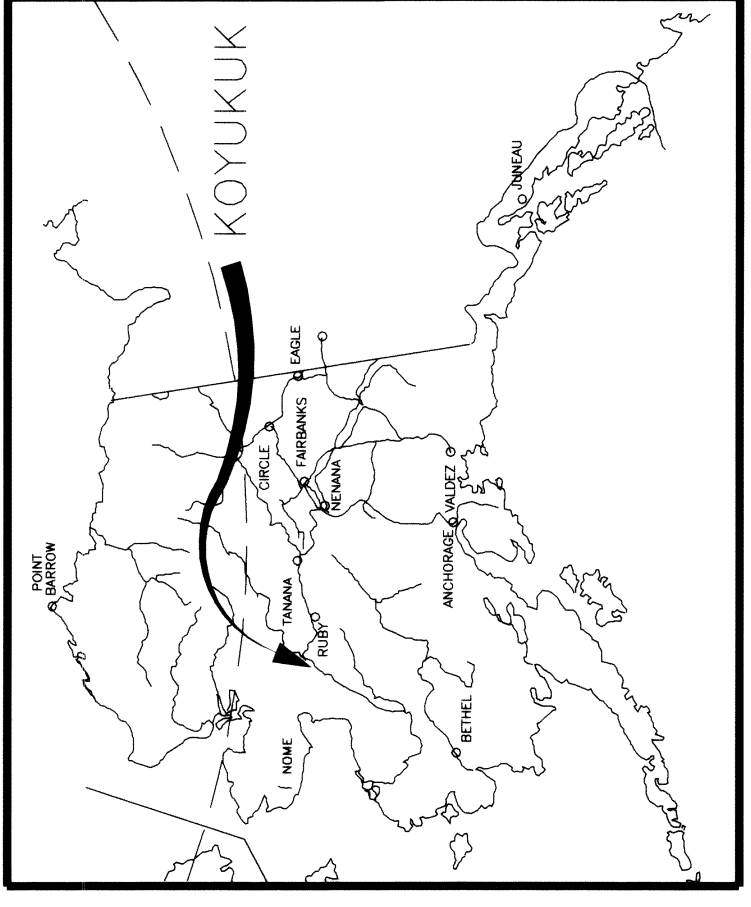 KOYUKUK
POINT
BARROW
JUNEAU
EAGLE
FAIRBANKS
CIRCLE
NENANA
VALDEZ
ANCHORAGE
TANANA
RUBY
NOME
BETHEL